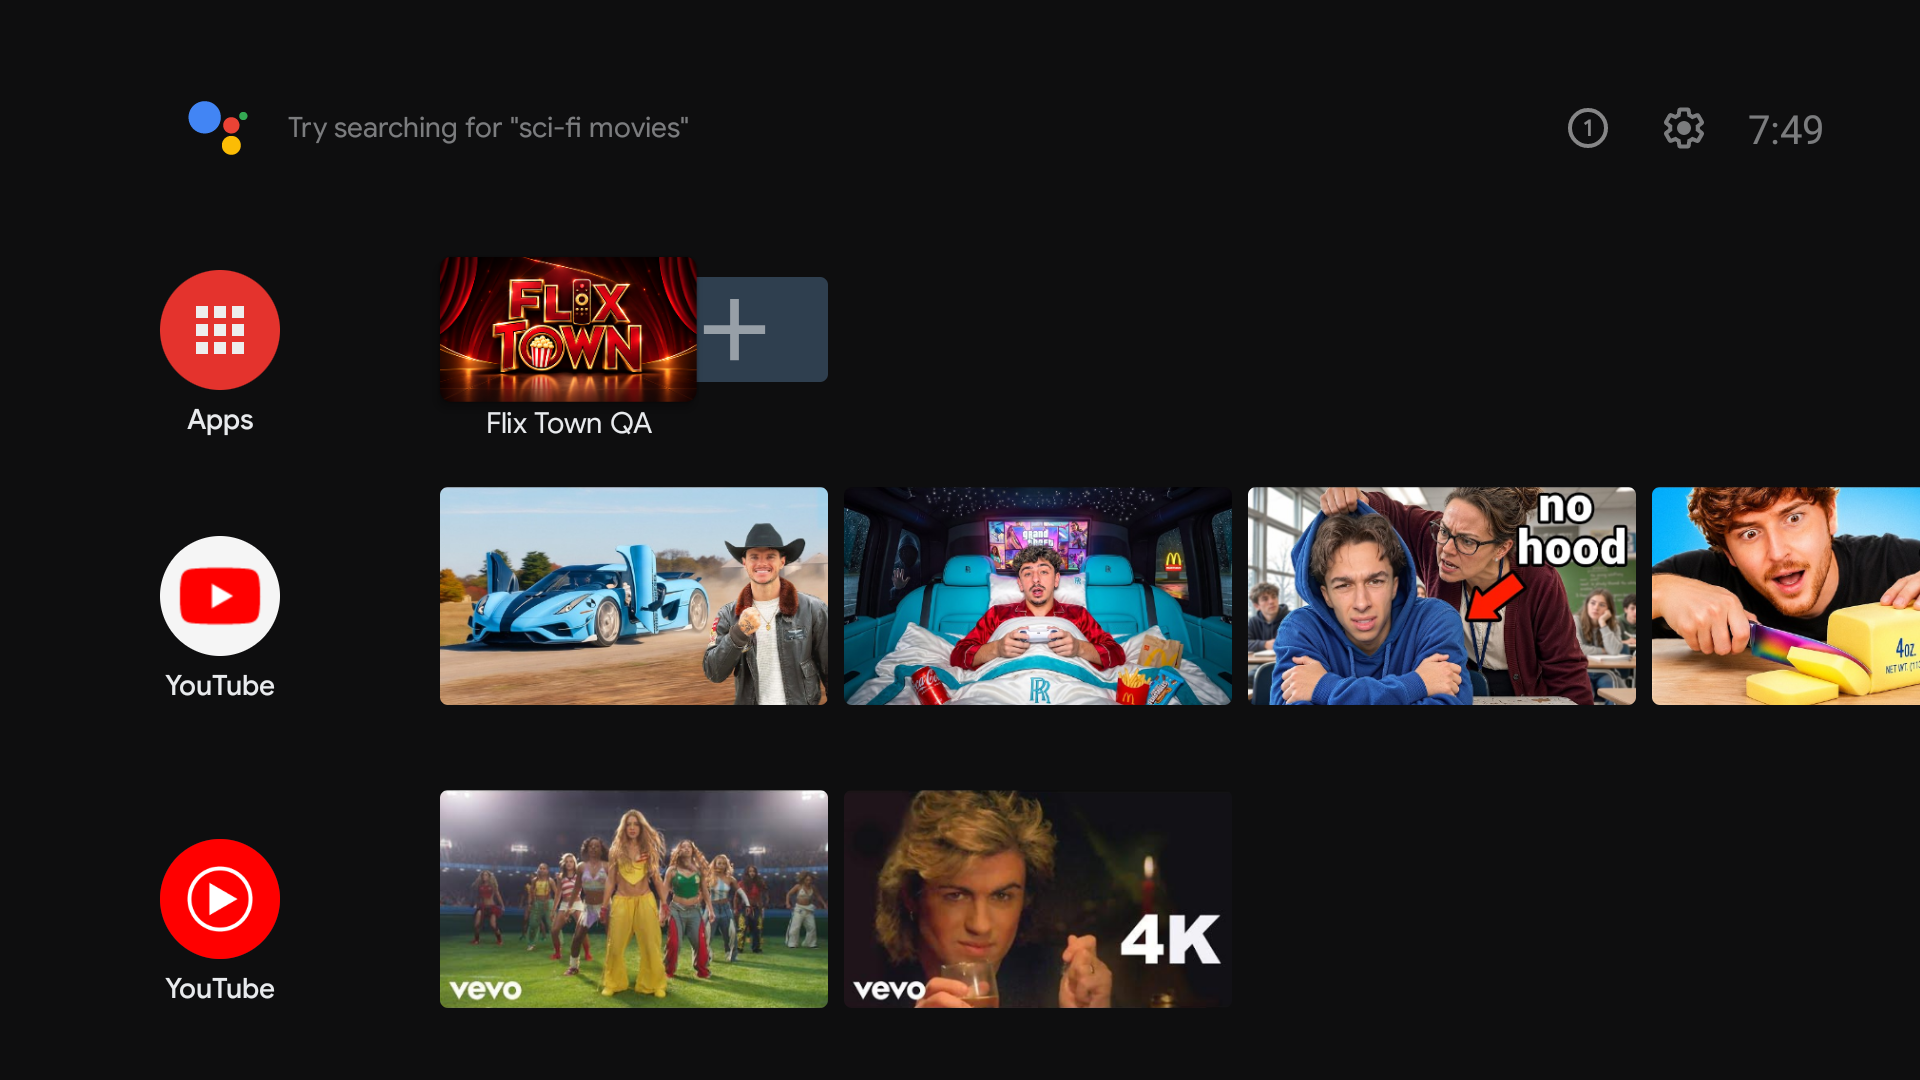 Try searching for "sci-fi movies"
1
7:49
FLIX
TOWN
Apps
Flix Town QA
no
hood
4oz.
YouTube
vevo
4K
vevo
YouTube